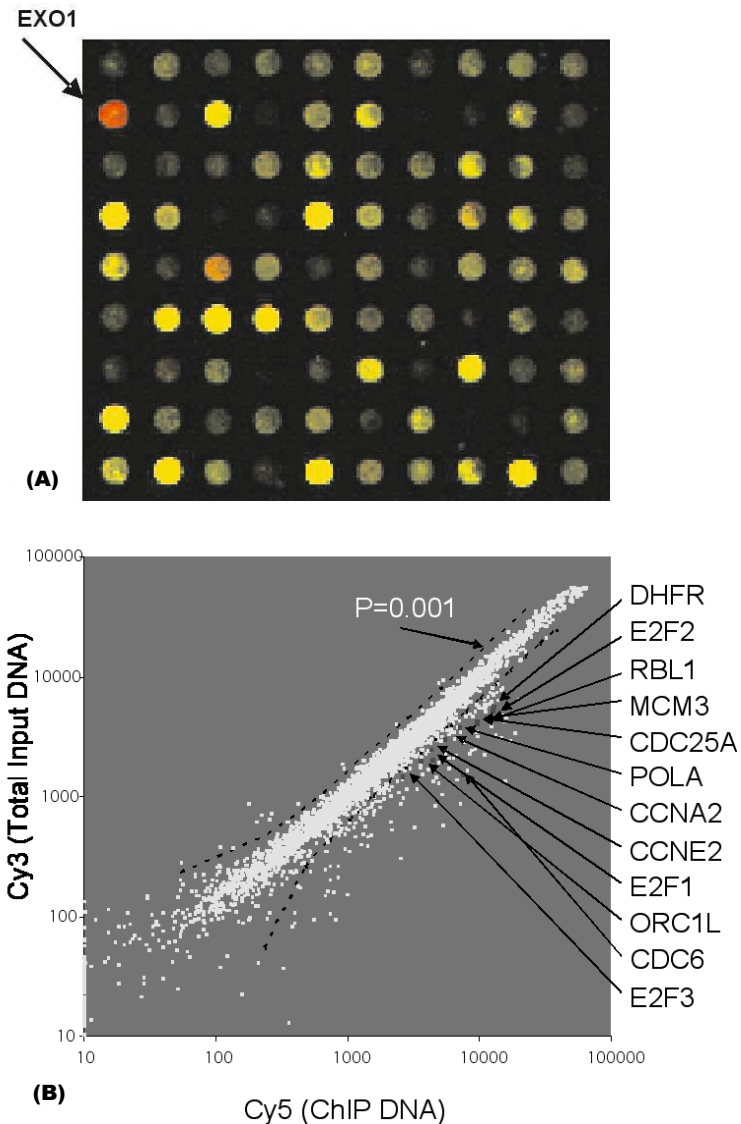 EXO1
(A)
100000
10000
1000
100
10
Cy3 (Total Input DNA)
P=0.001
DHFR
E2F2
RBL1
MCM3
CDC25A
POLA
CCNA2
CCNE2
E2F1
ORC1L
CDC6
E2F3
10
100
1000
10000
100000
(B)
Cy5 (ChIP DNA)